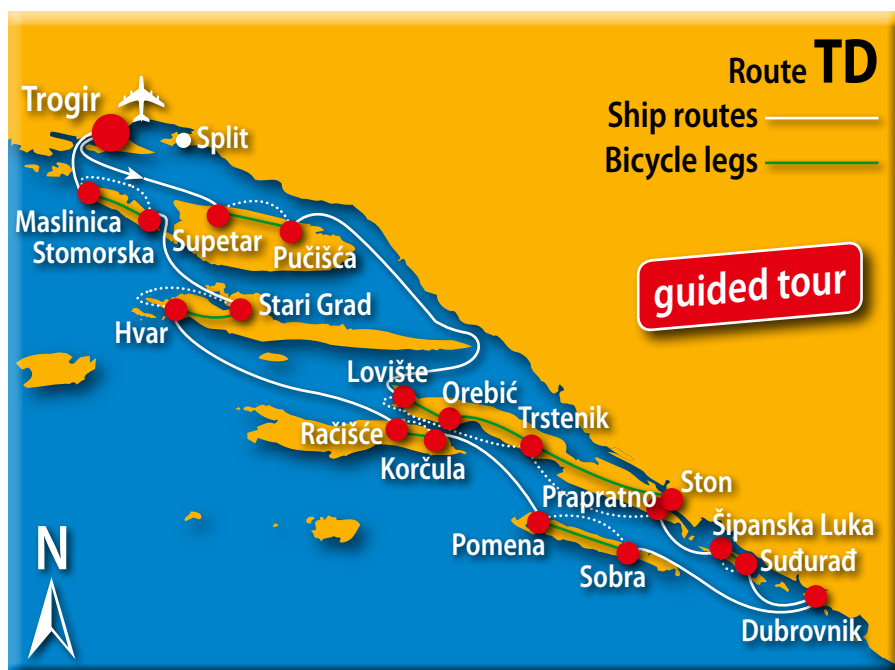 Route TD
Ship routes
Bicycle legs
Trogir
Split
Maslinica
Stomorska
Supetar
Pučišća
guided tour
Stari Grad
Hvar
Lovište
Orebić
Trstenik
Račišće
Korčula
Ston
Prapratno
Šipanska Luka
Pomena
Suđurađ
Sobra
Dubrovnik
N